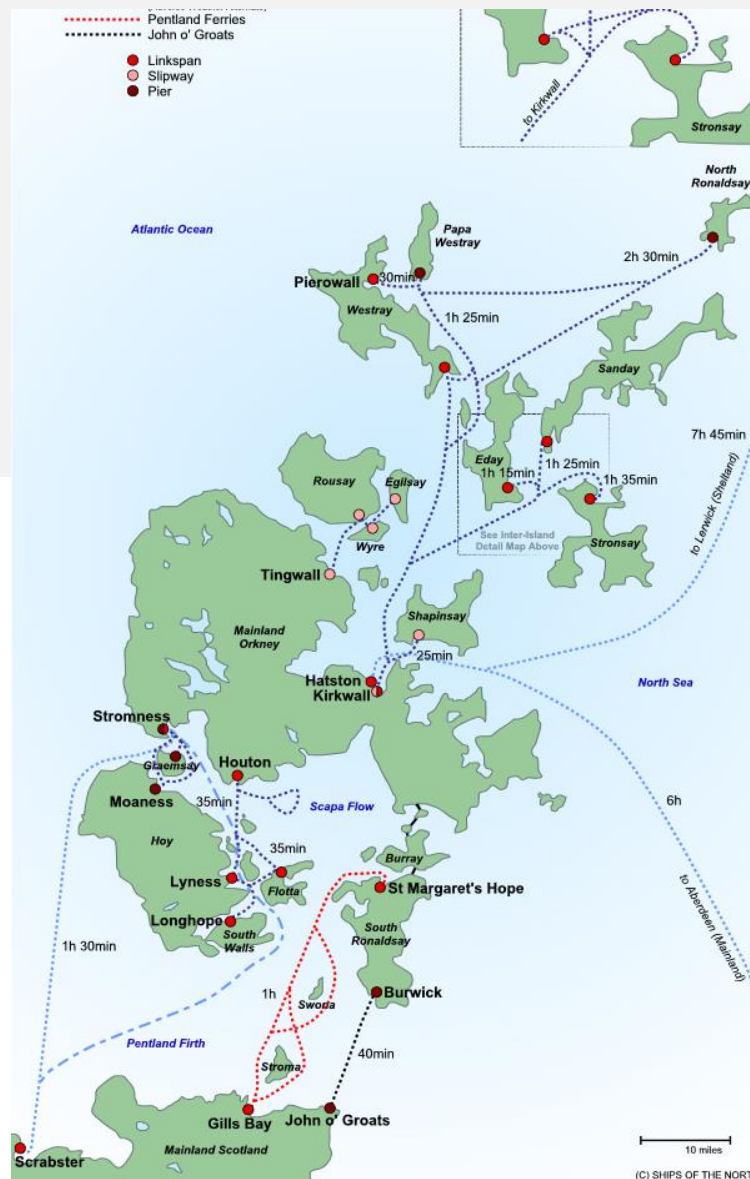 Pentland Ferries
John o' Groats
Linkspan
Slipway
Pier
to Kirkwall
Stronsay
North
Ronaldsay
Atlantic Ocean
Papa
Westray
2h 30min
Pierowall
30min
Westray
1h 25min
Sanday
7h 45min
Eday
1h 15min
1h 25min
1h 35min
Rousay
Egilsay
to Lerwick (Shetland)
Wyre
See Inter-Island
Detail Map Above
Stronsay
Tingwall
Shapinsay
Mainland
Orkney
25min
Hatston
Kirkwall
North Sea
Stromness
Graemsay
Houton
Moaness
35min
Scapa Flow
6h
Hoy
35min
Burray
Lyness
Flotta
St Margaret's Hope
to Aberdeen (Mainland)
Longhope
South
Walls
South
Ronaldsay
1h 30min
1h
Swona
Burwick
Pentland Firth
40min
Stroma
Gills Bay
John o' Groats
Mainland Scotland
10 miles
Scrabster
(C) SHIPS OF THE NORT